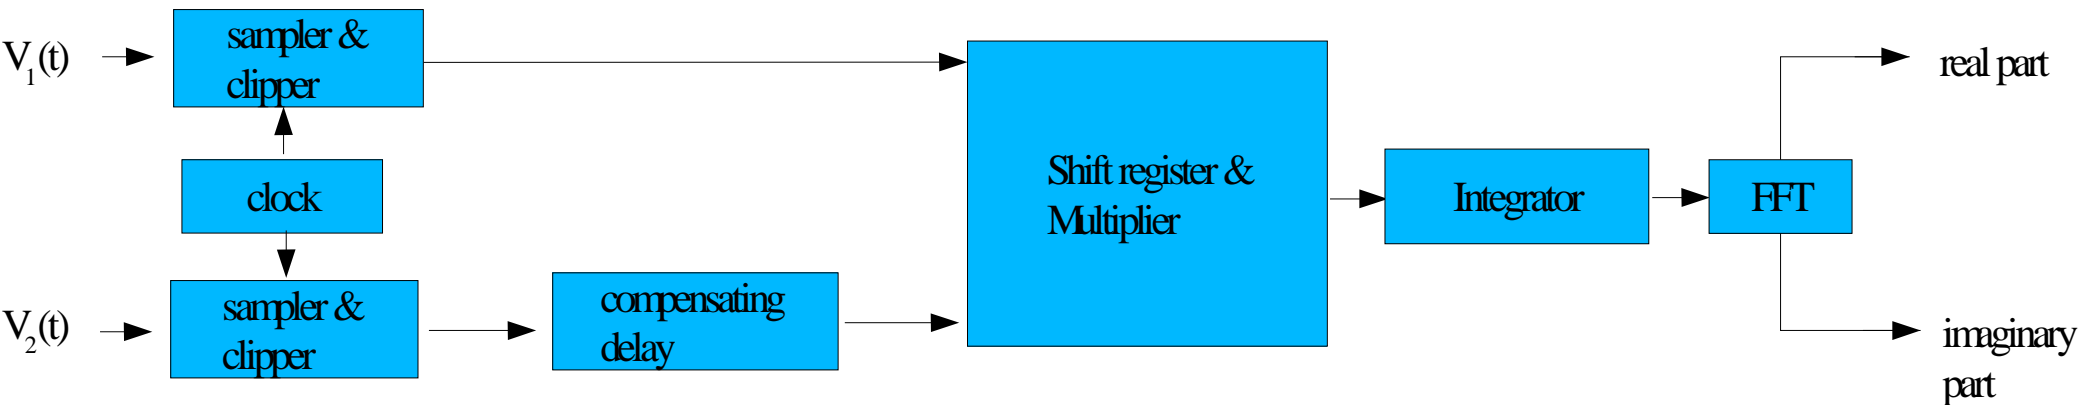 V₁(t)
sampler &
clipper
clock
V₂(t)
sampler &
clipper
compensating
delay
Shift register &
Multiplier
Integrator
FFT
real part
imaginary
part